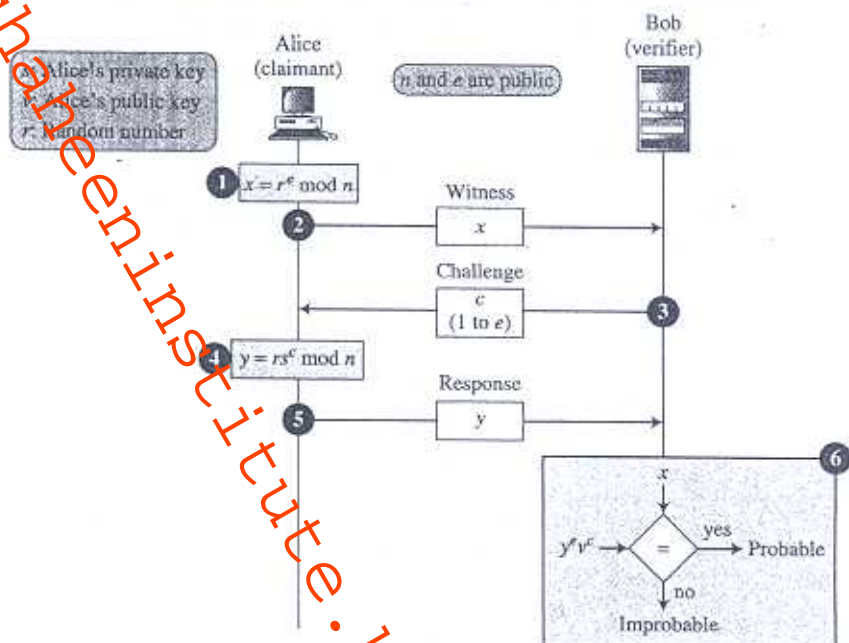 Alice
(claimant)
Bob
(verifier)
s: Alice's private key
v: Alice's public key
r: Random number
n and e are public
1 x = r^e mod n
Witness
2 x
Challenge
c
(1 to e)
3
4 y = rs^c mod n
Response
5 y
6
x
y^e v^c = yes Probable
no
Improbable
haheeninstitute.